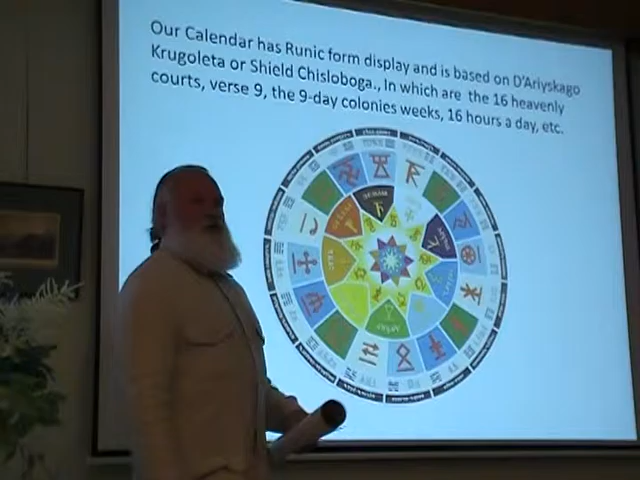 Our Calendar has Runic form display and is based on D'Ariyskago
Krugoleta or Shield Chisloboga., In which are the 16 heavenly
courts, verse 9, the 9-day colonies weeks, 16 hours a day, etc.